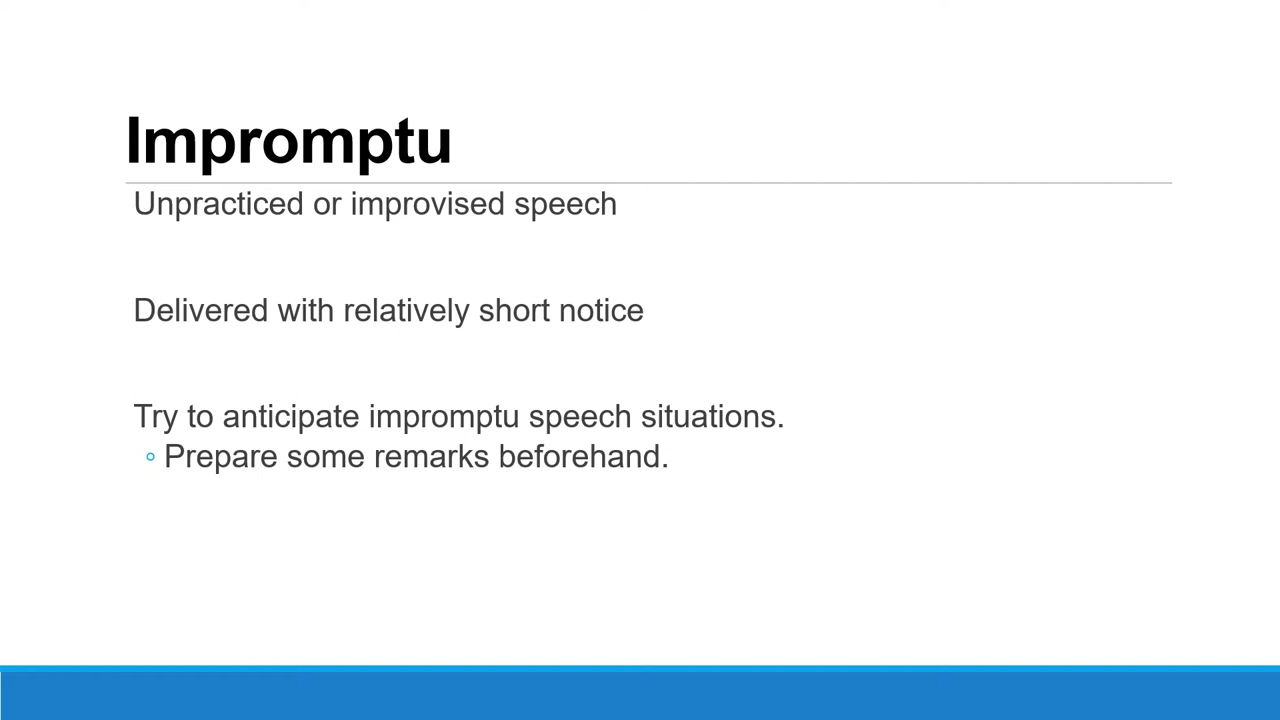 Impromptu
Unpracticed or improvised speech
Delivered with relatively short notice
Try to anticipate impromptu speech situations.
◦ Prepare some remarks beforehand.